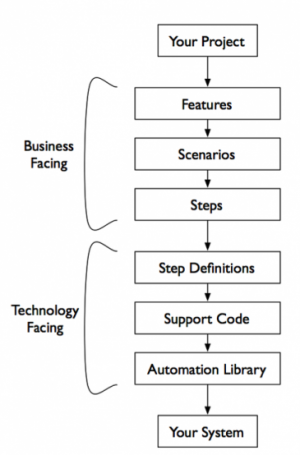 Your Project
Features
Business
Facing
Scenarios
Steps
Step Definitions
Technology
Facing
Support Code
Automation Library
Your System